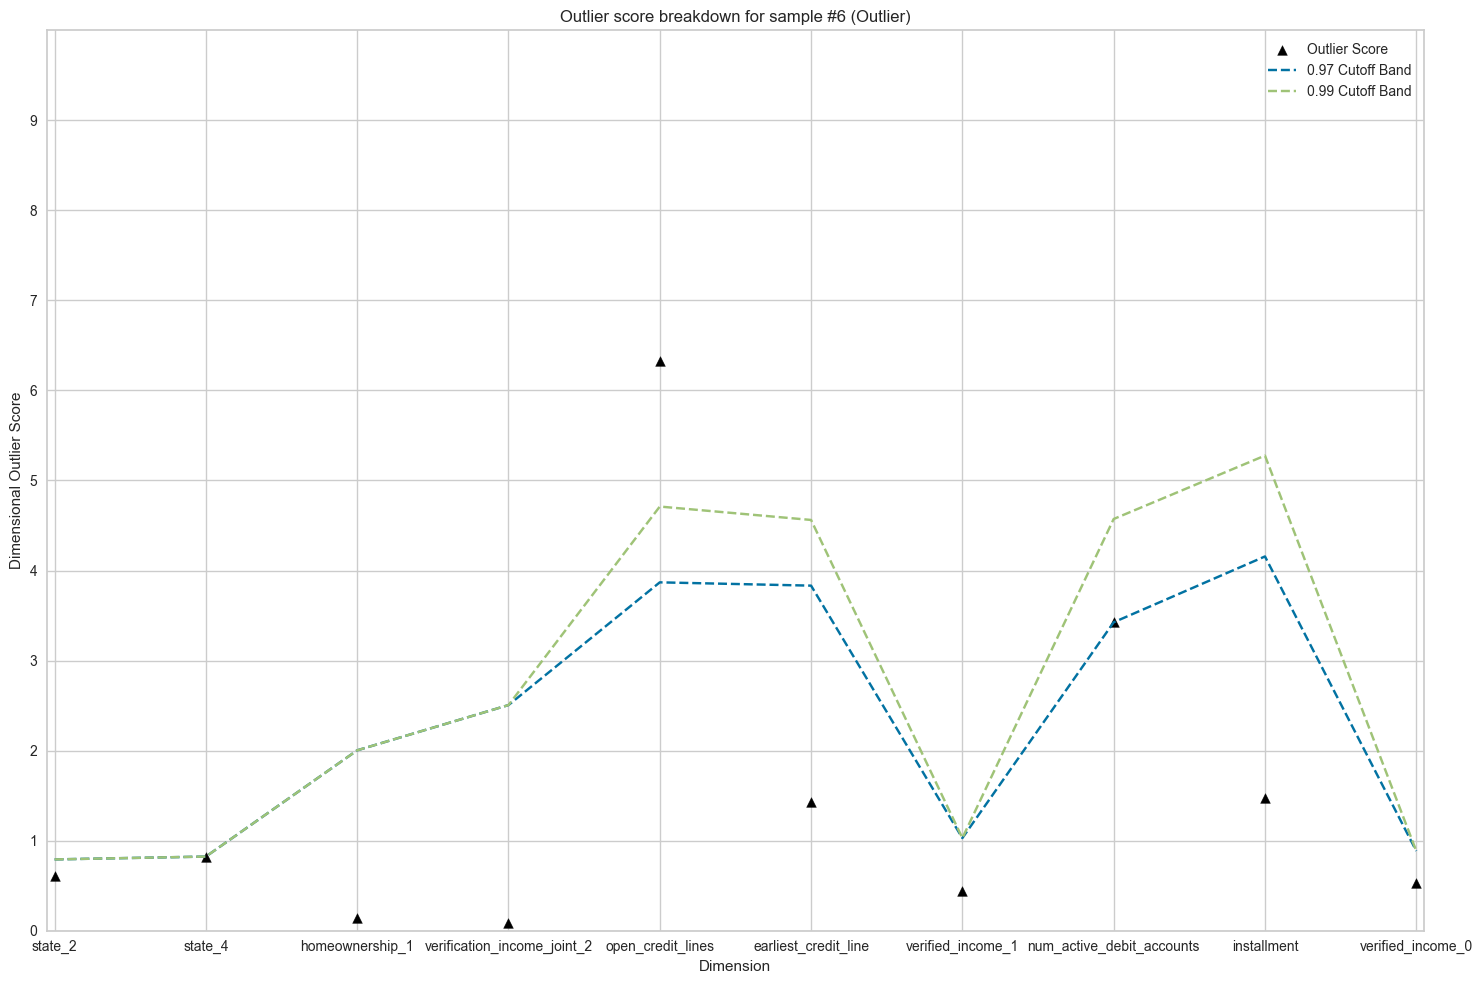 Outlier score breakdown for sample #6 (Outlier)
Outlier Score
0.97 Cutoff Band
0.99 Cutoff Band
Dimensional Outlier Score
9
8
7
6
5
4
3
2
1
0
state_2 state_4 homeownership_1 verification_income_joint_2 open_credit_lines earliest_credit_line verified_income_1 num_active_debit_accounts installment verified_income_0
Dimension